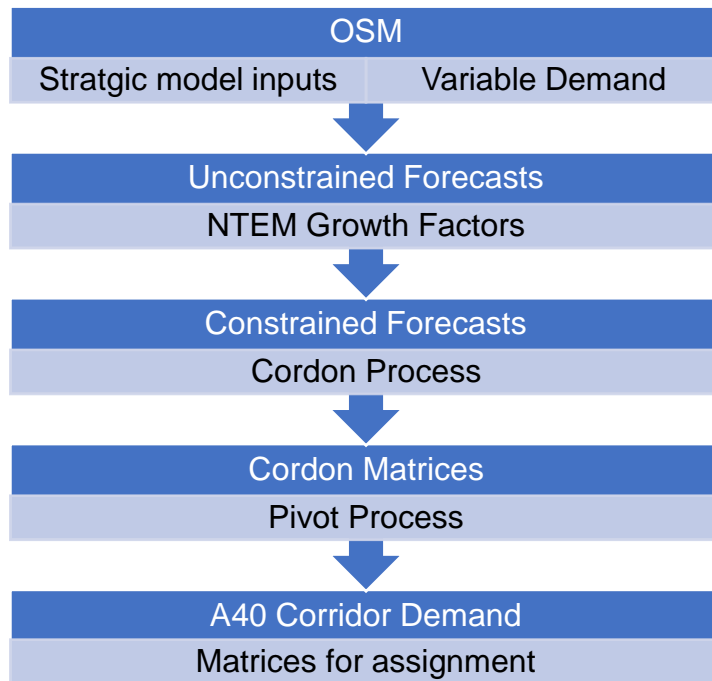 OSM
Stratgic model inputs Variable Demand
Unconstrained Forecasts
NTEM Growth Factors
Constrained Forecasts
Cordon Process
Cordon Matrices
Pivot Process
A40 Corridor Demand
Matrices for assignment